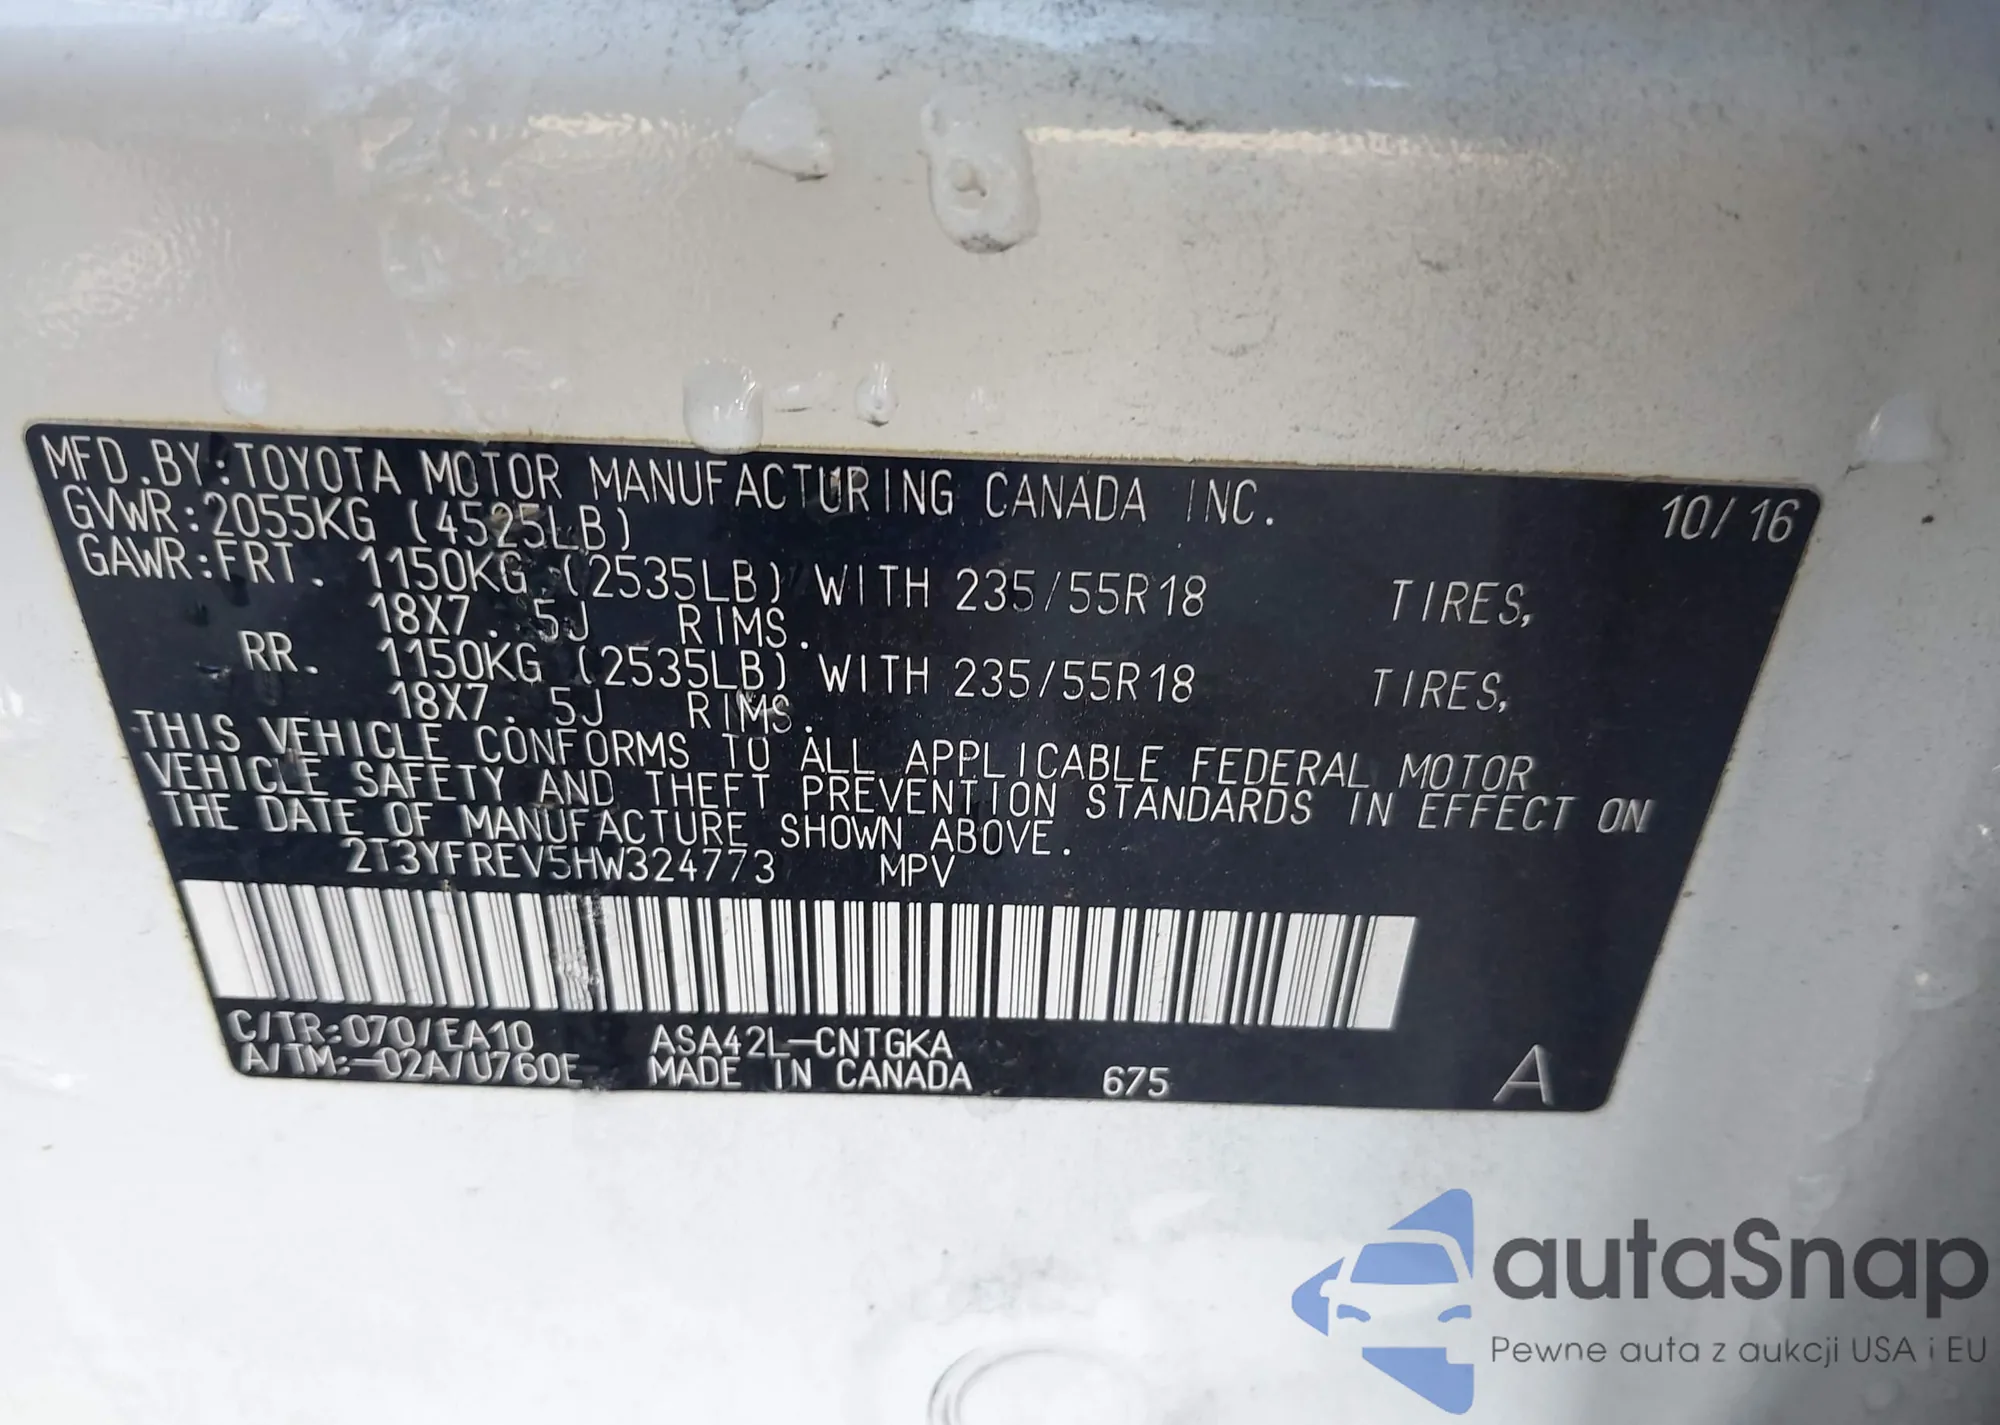 MFD.BY:TOYOTA MOTOR MANUFACTURING CANADA INC. 10/16
GVWR:2055KG (4525LB)
GAWR:FRT. 1150KG (2535LB) WITH 235/55R18 TIRES,
18X7.5J RIMS.
RR. 1150KG (2535LB) WITH 235/55R18 TIRES,
18X7.5J RIMS.
THIS VEHICLE CONFORMS TO ALL APPLICABLE FEDERAL MOTOR
VEHICLE SAFETY AND THEFT PREVENTION STANDARDS IN EFFECT ON
THE DATE OF MANUFACTURE SHOWN ABOVE.
2T3YFREV5HW324773 MPV
C/TR:070/EA10 ASA42L-CNTGKA
A/TM:-02A/U760E MADE IN CANADA 675 A
autaSnap
Pewne auta z aukcji USA i EU